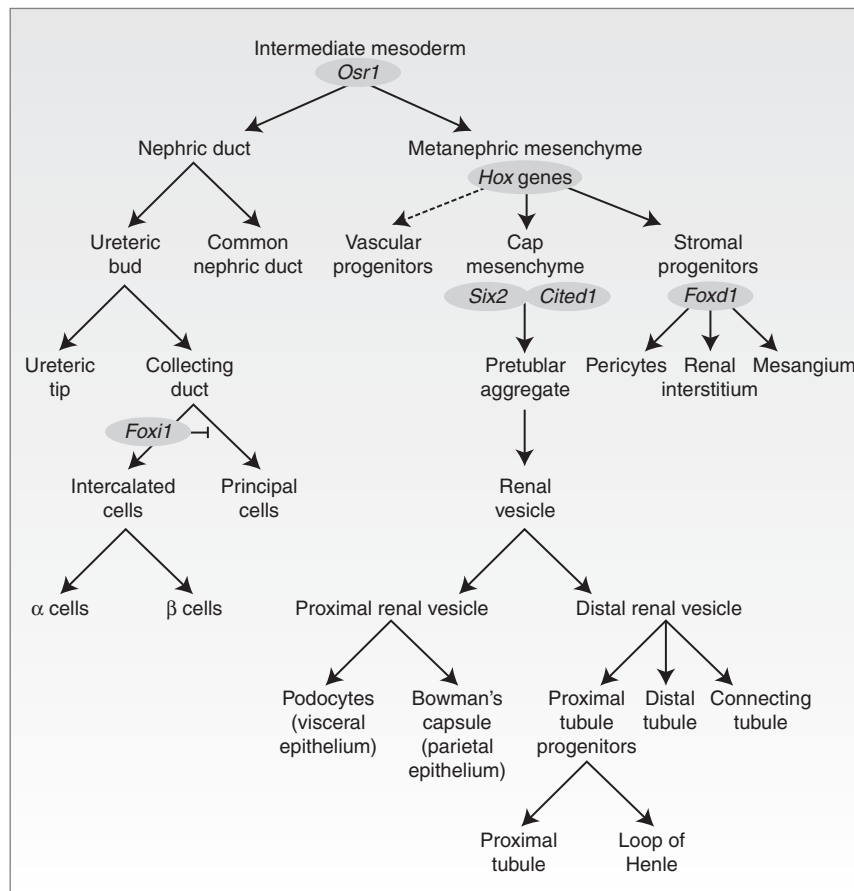 Intermediate mesoderm
Osr1
Nephric duct
Metanephric mesenchyme
Hox genes
Ureteric
bud
Common
nephric duct
Vascular
progenitors
Cap
mesenchyme
Stromal
progenitors
Six2
Cited1
Foxd1
Ureteric
tip
Collecting
duct
Pretublar
aggregate
Pericytes
Renal
interstitium
Mesangium
Foxi1
Intercalated
cells
Principal
cells
Renal
vesicle
α cells
β cells
Proximal renal vesicle
Distal renal vesicle
Podocytes
(visceral
epithelium)
Bowman's
capsule
(parietal
epithelium)
Proximal
tubule
progenitors
Distal
tubule
Connecting
tubule
Proximal
tubule
Loop of
Henle